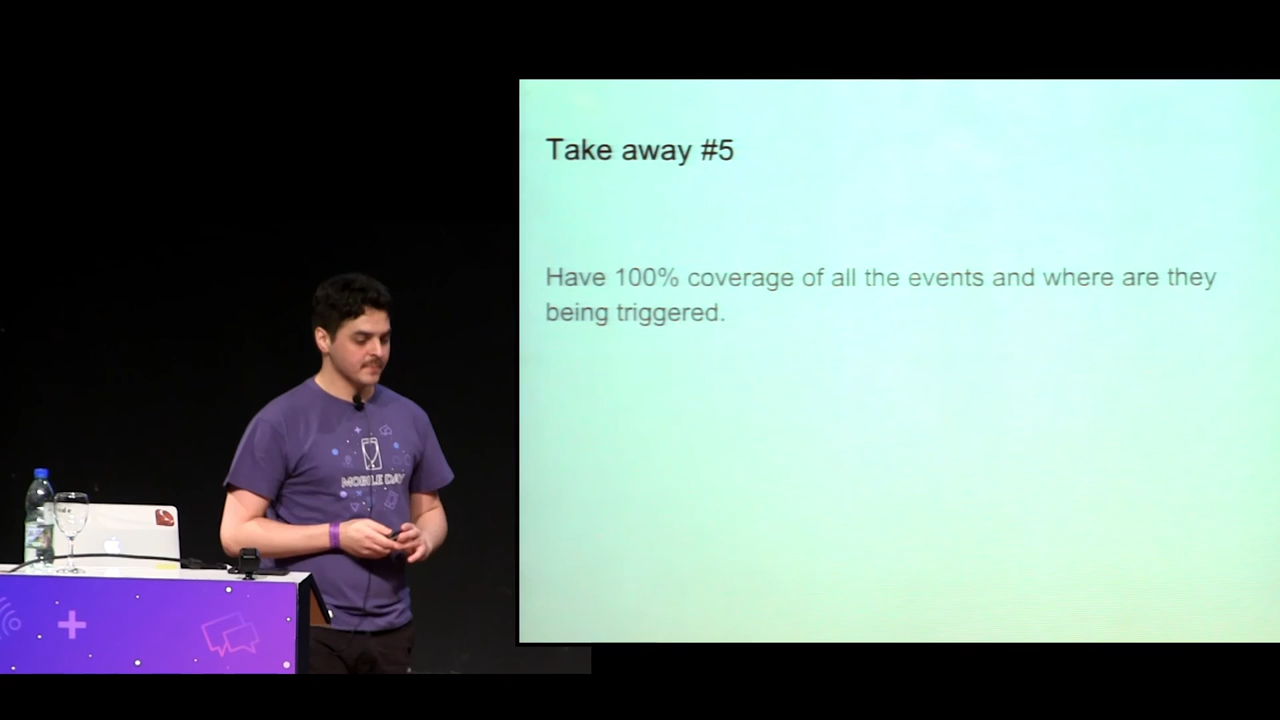 Take away #5
Have 100% coverage of all the events and where are they
being triggered.
MOBILE DAY